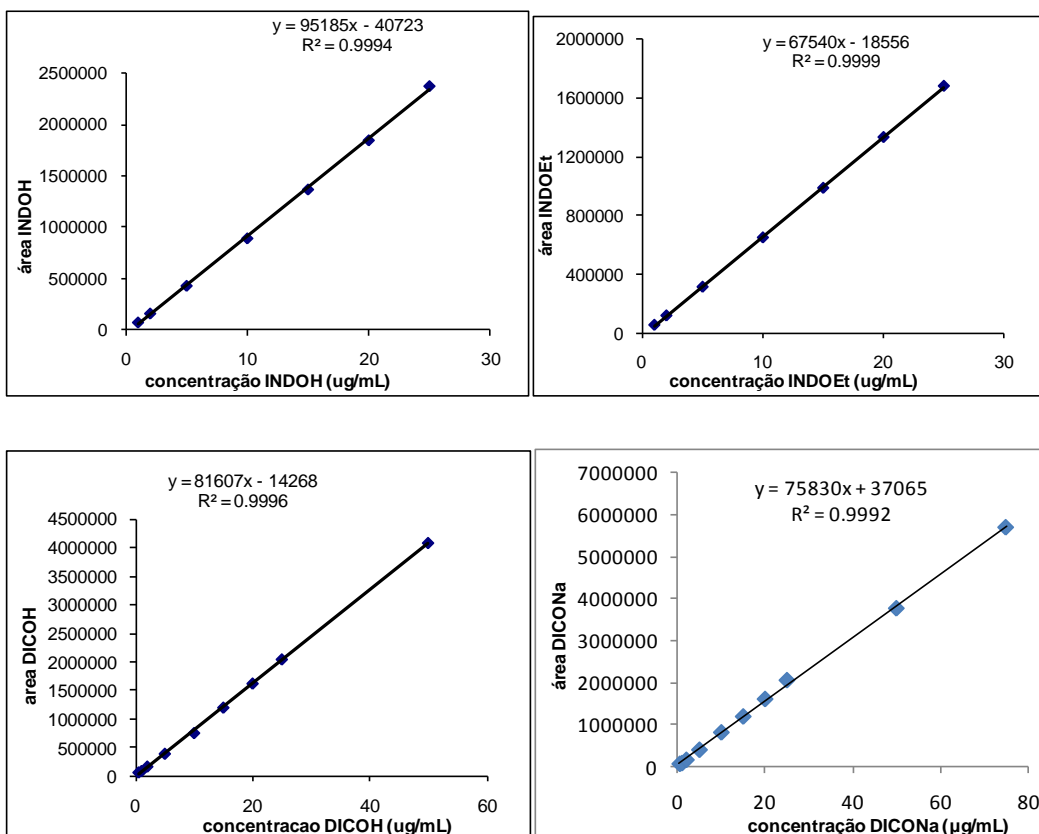 y = 95185x - 40723
R² = 0.9994
2500000
2000000
1500000
1000000
500000
0
0 10 20 30
área INDOH
concentração INDOH (ug/mL)
y = 67540x - 18556
R² = 0.9999
2000000
1600000
1200000
800000
400000
0
0 10 20 30
área INDOEt
concentração INDOEt (ug/mL)
y = 81607x - 14268
R² = 0.9996
4500000
4000000
3500000
3000000
2500000
2000000
1500000
1000000
500000
0
0 20 40 60
area DICOH
concentracao DICOH (ug/mL)
y = 75830x + 37065
R² = 0.9992
7000000
6000000
5000000
4000000
3000000
2000000
1000000
0
0 20 40 60 80
área DICONa
concentração DICONa (µg/mL)